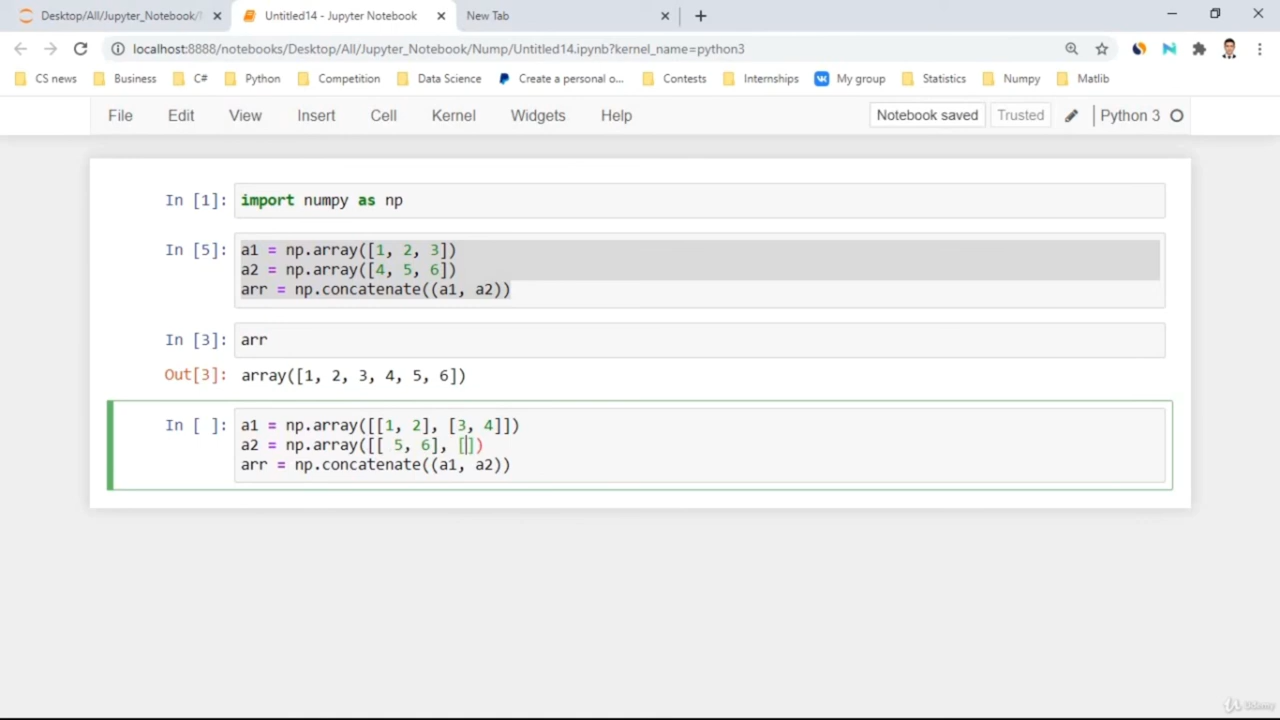 Desktop/All/Jupyter_Notebook/
Untitled14 - Jupyter Notebook
New Tab
localhost:8888/notebooks/Desktop/All/Jupyter_Notebook/Nump/Untitled14.ipynb?kernel_name=python3
CS news
Business
C#
Python
Competition
Data Science
Create a personal o...
Contests
Internships
My group
Statistics
Numpy
Matlib
File
Edit
View
Insert
Cell
Kernel
Widgets
Help
Notebook saved
Trusted
Python 3
In [1]: import numpy as np
In [5]: a1 = np.array([1, 2, 3])
a2 = np.array([4, 5, 6])
arr = np.concatenate((a1, a2))
In [3]: arr
Out[3]: array([1, 2, 3, 4, 5, 6])
In [ ]: a1 = np.array([[1, 2], [3, 4]])
a2 = np.array([[ 5, 6], [])
arr = np.concatenate((a1, a2))
Udemy